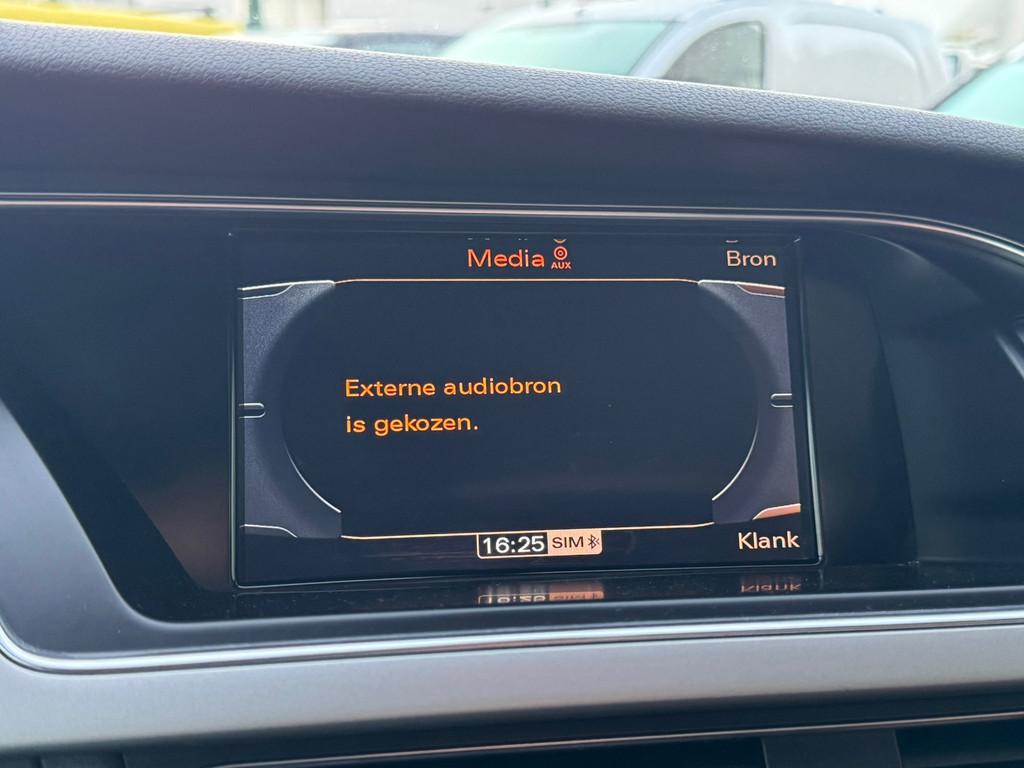 Media AUX
Bron
Externe audiobron
is gekozen.
16:25 SIM
Klank